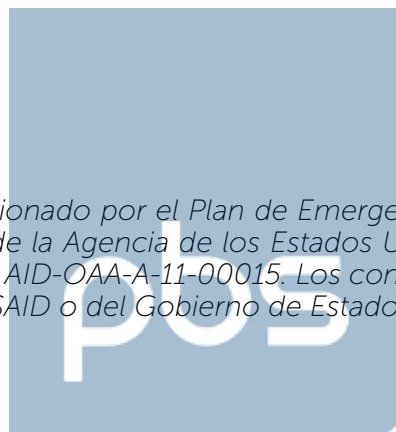 ionado por el Plan de Emerge
de la Agencia de los Estados U
AID-OAA-A-11-00015. Los con
SAID o del Gobierno de Estado
pbs